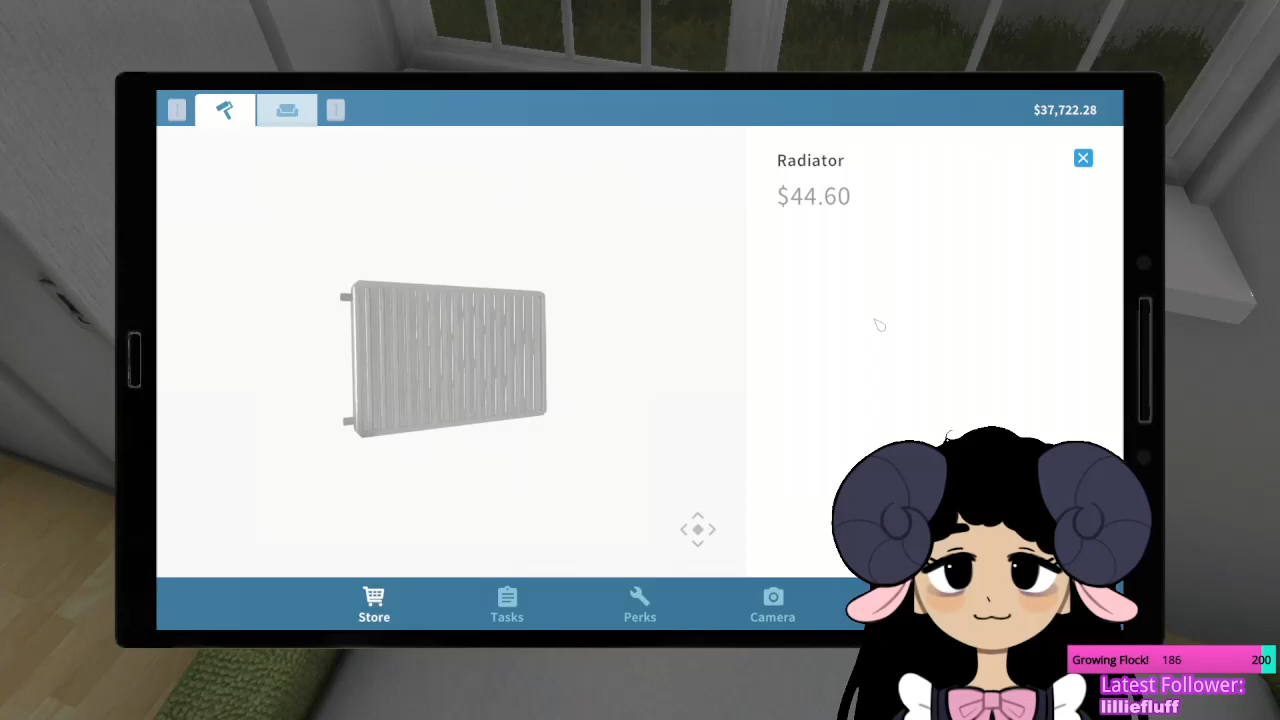 $37,722.28
Radiator
$44.60
Store
Tasks
Perks
Camera
Growing Flock! 186 200
Latest Follower:
lilliefluff